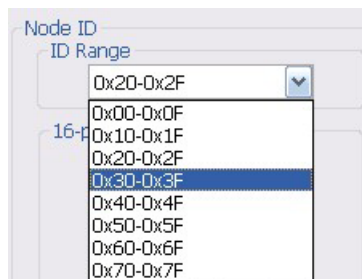 Node ID
ID Range
0x20-0x2F
0x00-0x0F
16-p
0x10-0x1F
0x20-0x2F
0x30-0x3F
0x40-0x4F
0x50-0x5F
0x60-0x6F
0x70-0x7F